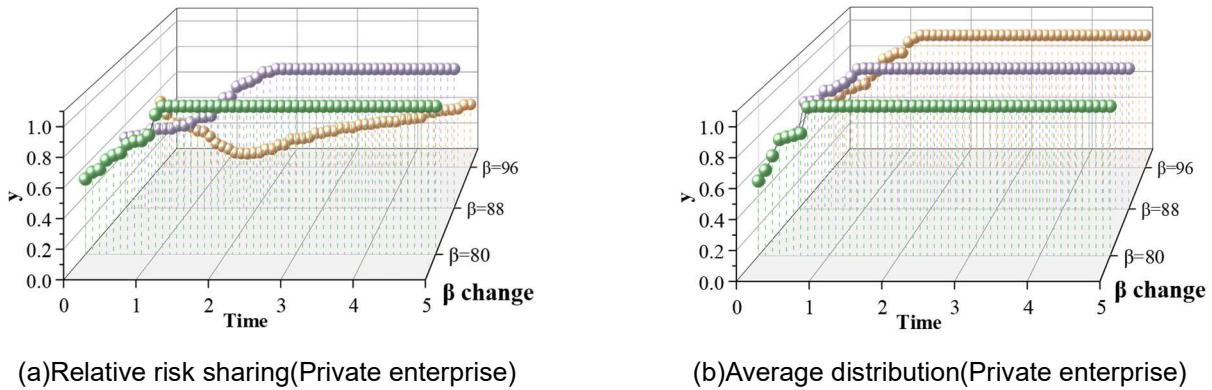 1.0
0.8
0.6
0.4
0.2
0.0
y
0 1 2 3 4 5
Time
β=96
β=88
β=80
β change
(a)Relative risk sharing(Private enterprise)
1.0
0.8
0.6
0.4
0.2
0.0
y
0 1 2 3 4 5
Time
β=96
β=88
β=80
β change
(b)Average distribution(Private enterprise)